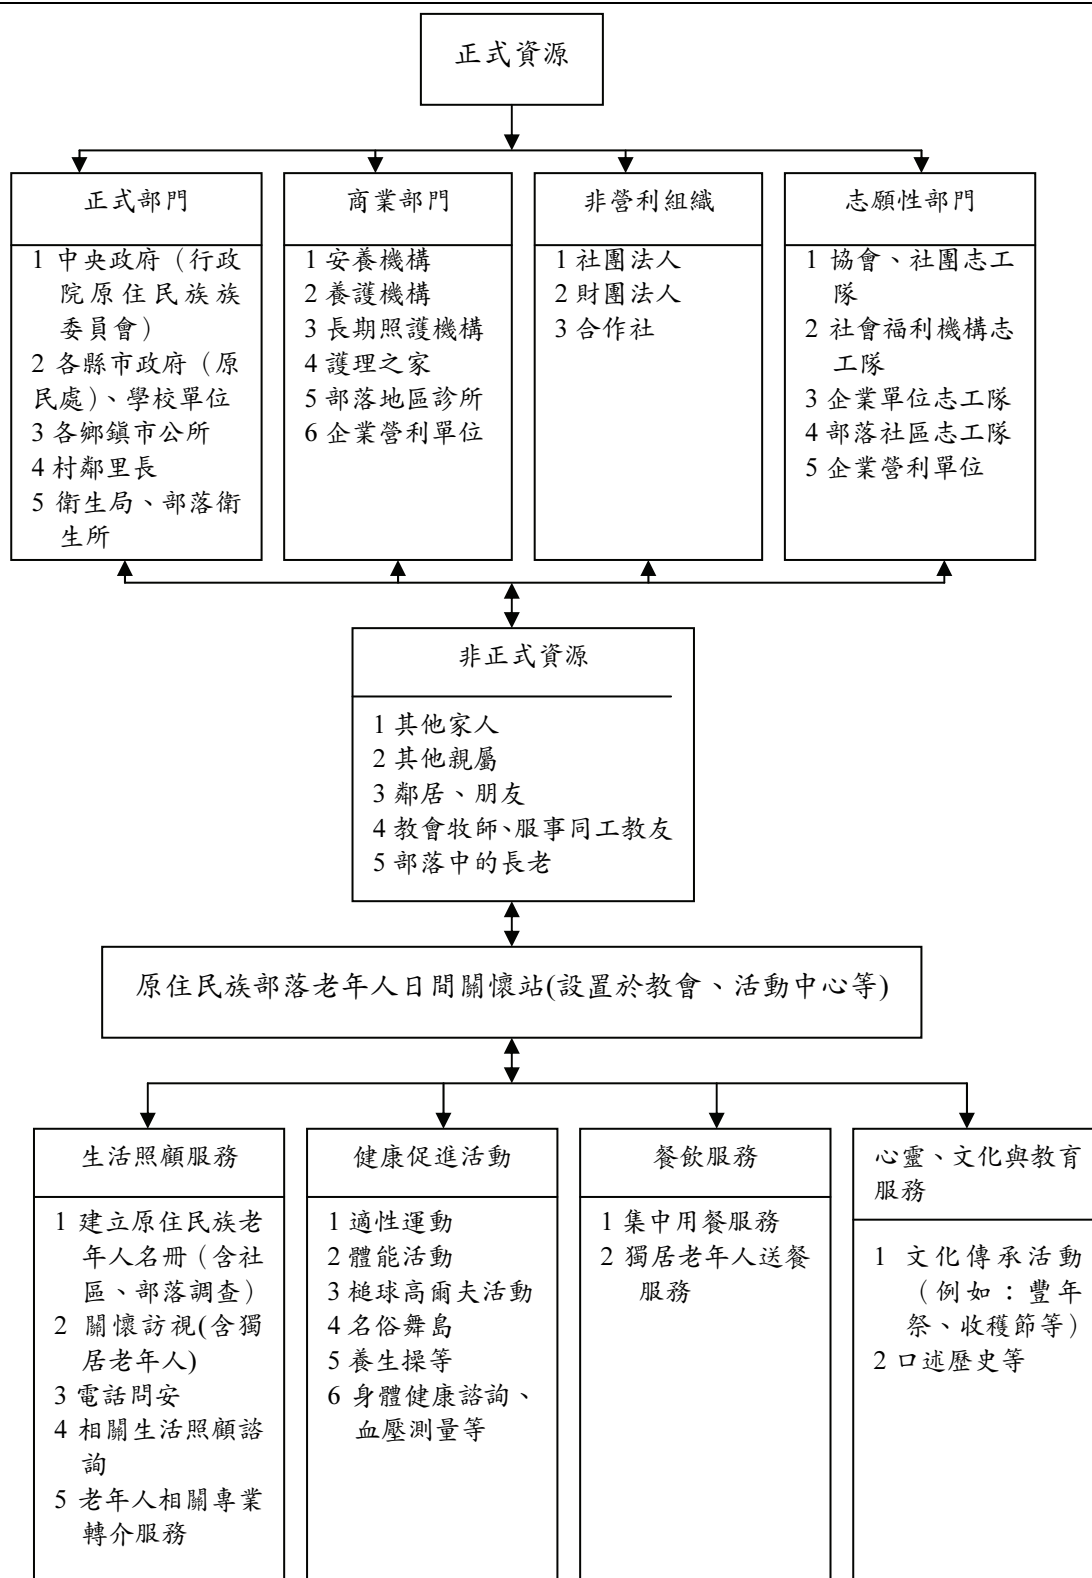 正式資源
正式部門
1 中央政府（行政
院原住民族族
委員會）
2 各縣市政府（原
民處）、學校單位
3 各鄉鎮市公所
4 村鄰里長
5 衛生局、部落衛
生所
商業部門
1 安養機構
2 養護機構
3 長期照護機構
4 護理之家
5 部落地區診所
6 企業營利單位
非營利組織
1 社團法人
2 財團法人
3 合作社
志願性部門
1 協會、社團志工
隊
2 社會福利機構志
工隊
3 企業單位志工隊
4 部落社區志工隊
5 企業營利單位
非正式資源
1 其他家人
2 其他親屬
3 鄰居、朋友
4 教會牧師、服事同工教友
5 部落中的長老
原住民族部落老年人日間關懷站(設置於教會、活動中心等)
生活照顧服務
1 建立原住民族老
年人名冊（含社
區、部落調查）
2 關懷訪視(含獨
居老年人)
3 電話問安
4 相關生活照顧諮
詢
5 老年人相關專業
轉介服務
健康促進活動
1 適性運動
2 體能活動
3 槌球高爾夫活動
4 名俗舞島
5 養生操等
6 身體健康諮詢、
血壓測量等
餐飲服務
1 集中用餐服務
2 獨居老年人送餐
服務
心靈、文化與教育
服務
1 文化傳承活動
（例如：豐年
祭、收穫節等）
2 口述歷史等